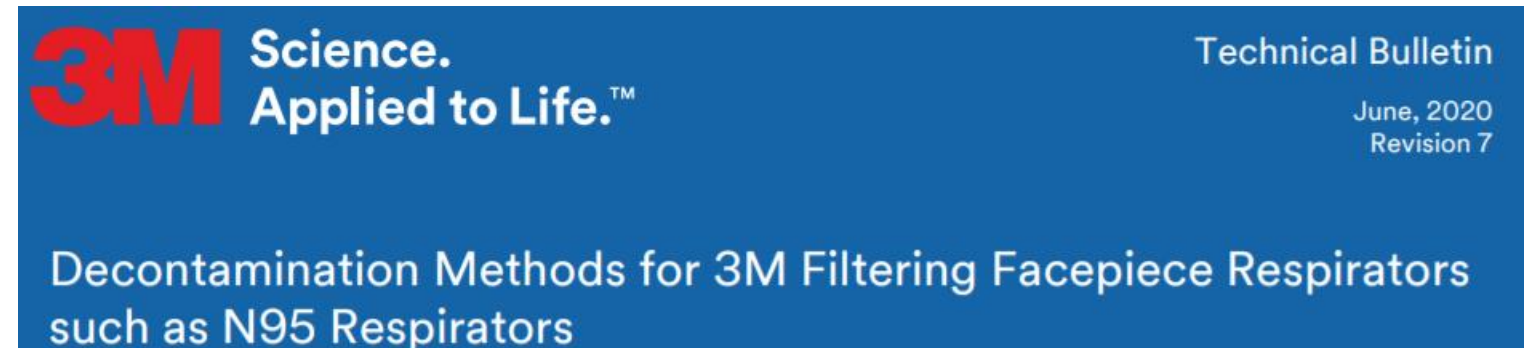 3M Science.
Applied to Life.™
Technical Bulletin
June, 2020
Revision 7
Decontamination Methods for 3M Filtering Facepiece Respirators
such as N95 Respirators